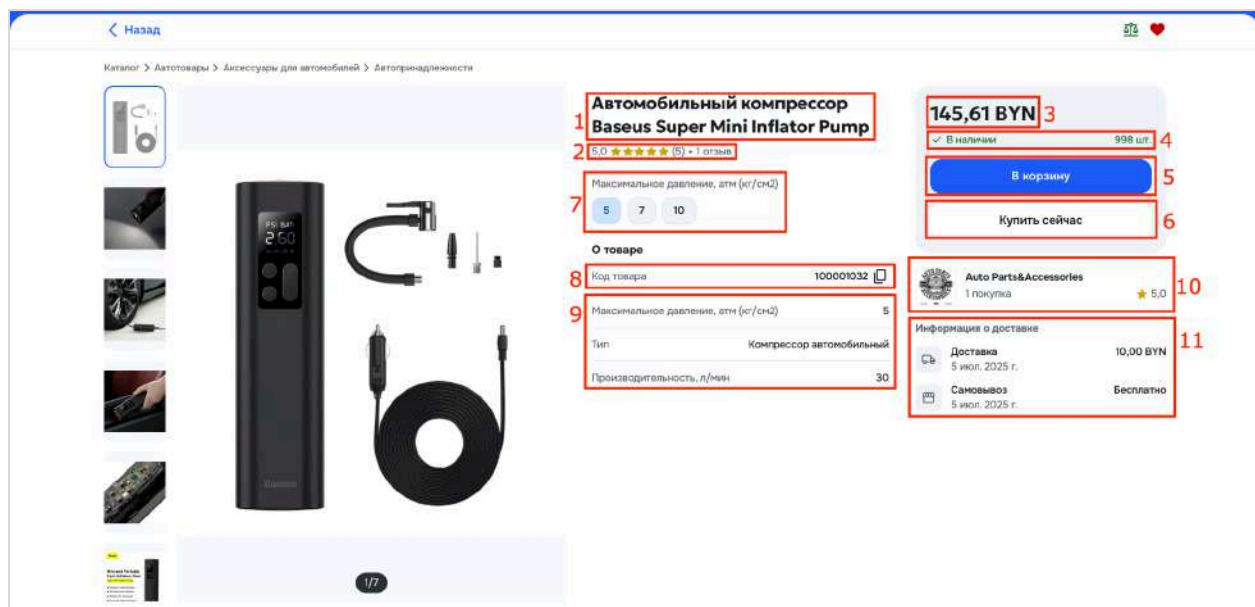 Назад
Каталог > Автотовары > Аксессуары для автомобилей > Автопринадлежности
1 Автомобильный компрессор
Baseus Super Mini Inflator Pump
2 5,0 ★★★★★ (5) • 1 отзыв
7 Максимальное давление, атм (кг/см2)
5 7 10
О товаре
8 Код товара 100001032
9 Максимальное давление, атм (кг/см2) 5
Тип Компрессор автомобильный
Производительность, л/мин 30
145,61 BYN 3
В наличии 998 шт. 4
В корзину 5
Купить сейчас 6
Auto Parts&Accessories 10
1 покупка ★ 5,0
Информация о доставке 11
Доставка 10,00 BYN
5 июл. 2025 г.
Самовывоз Бесплатно
5 июл. 2025 г.
PSI BAR
Baseus
1/7